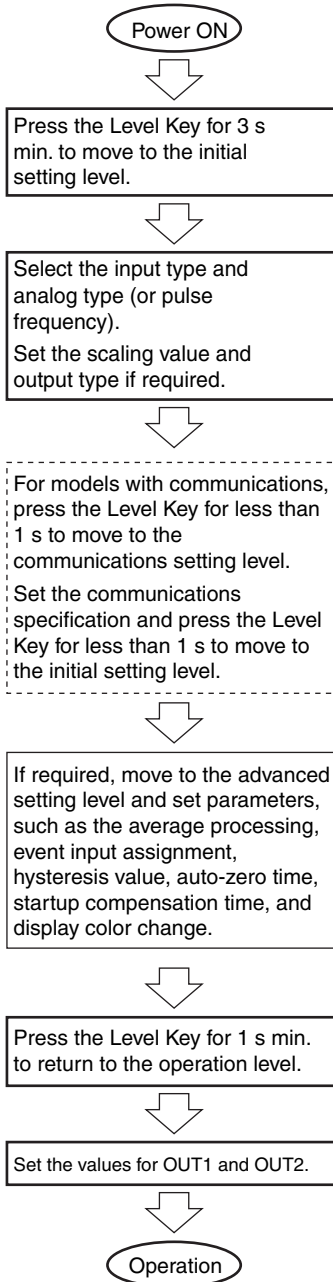 Power ON
Press the Level Key for 3 s
min. to move to the initial
setting level.
Select the input type and
analog type (or pulse
frequency).
Set the scaling value and
output type if required.
For models with communications,
press the Level Key for less than
1 s to move to the
communications setting level.
Set the communications
specification and press the Level
Key for less than 1 s to move to
the initial setting level.
If required, move to the advanced
setting level and set parameters,
such as the average processing,
event input assignment,
hysteresis value, auto-zero time,
startup compensation time, and
display color change.
Press the Level Key for 1 s min.
to return to the operation level.
Set the values for OUT1 and OUT2.
Operation